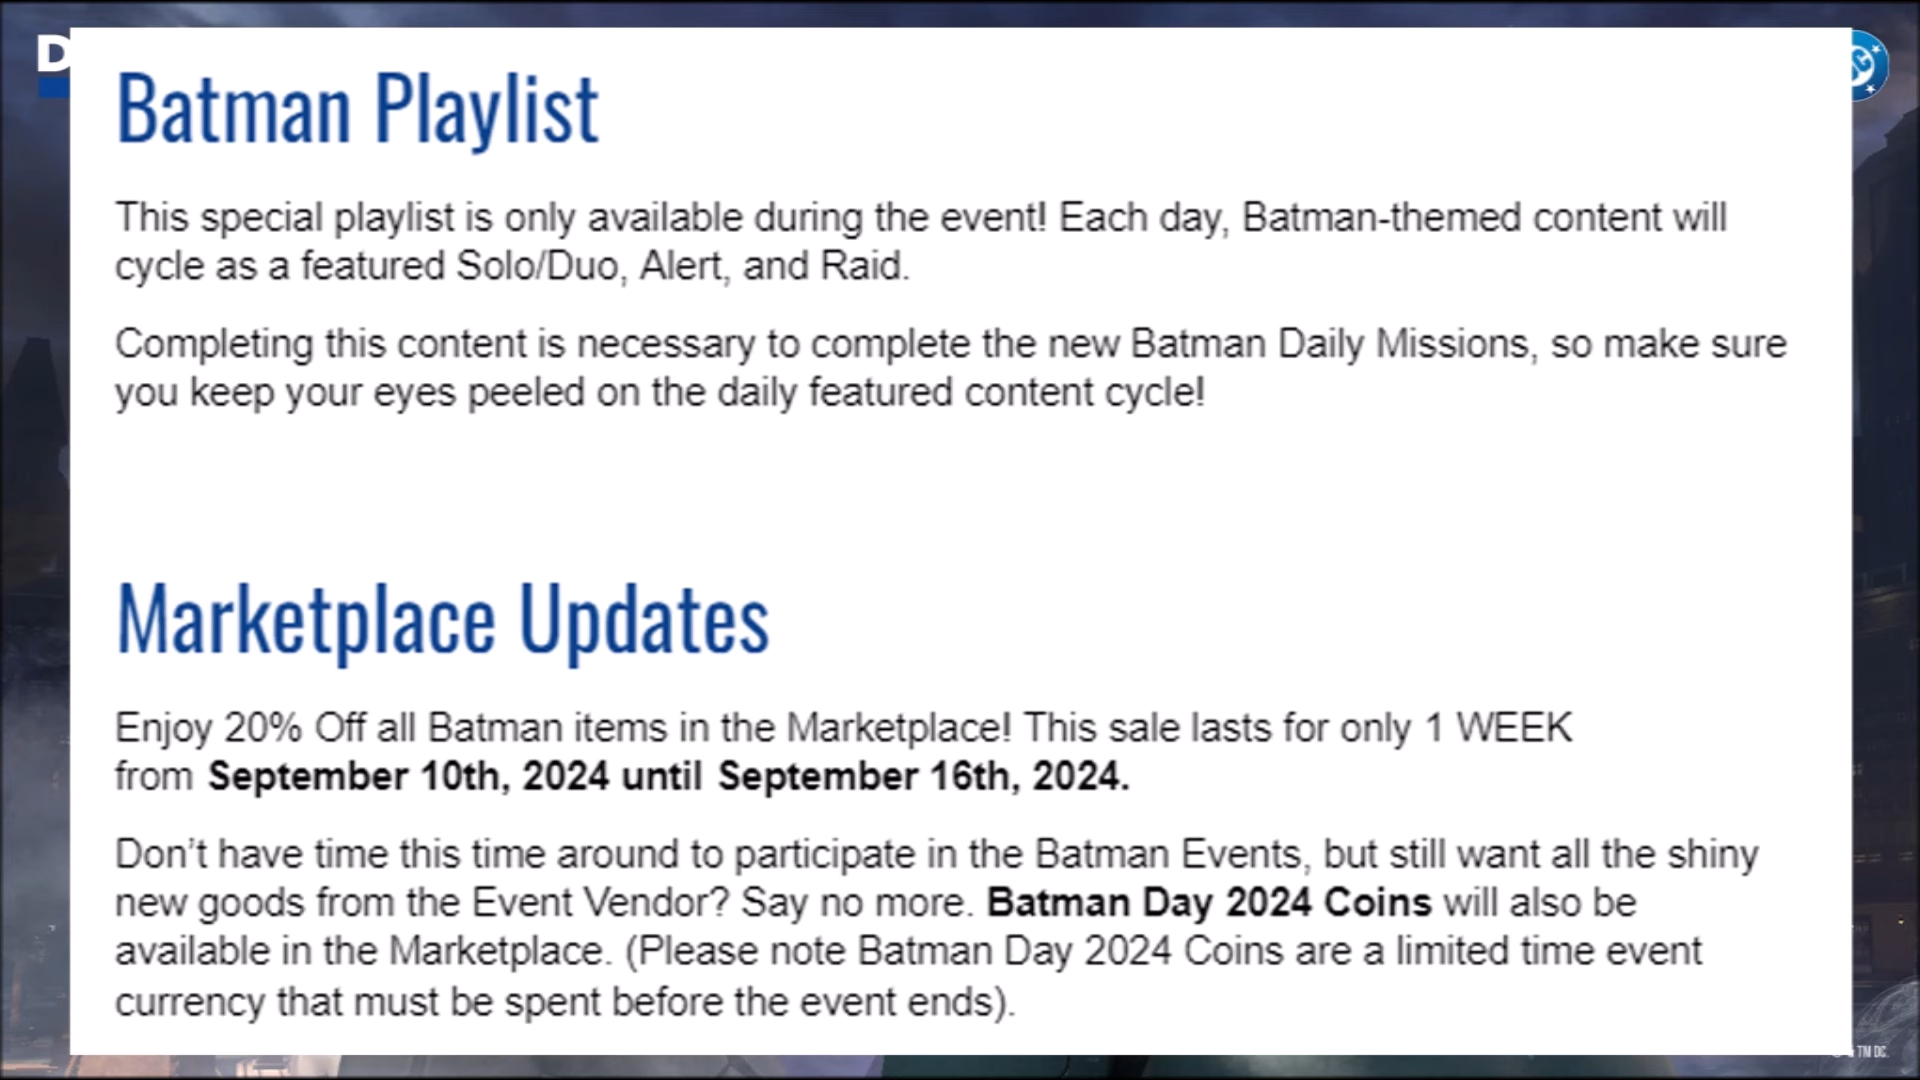 D
Batman Playlist
This special playlist is only available during the event! Each day, Batman-themed content will
cycle as a featured Solo/Duo, Alert, and Raid.
Completing this content is necessary to complete the new Batman Daily Missions, so make sure
you keep your eyes peeled on the daily featured content cycle!
Marketplace Updates
Enjoy 20% Off all Batman items in the Marketplace! This sale lasts for only 1 WEEK
from September 10th, 2024 until September 16th, 2024.
Don’t have time this time around to participate in the Batman Events, but still want all the shiny
new goods from the Event Vendor? Say no more. Batman Day 2024 Coins will also be
available in the Marketplace. (Please note Batman Day 2024 Coins are a limited time event
currency that must be spent before the event ends).
TM DC.